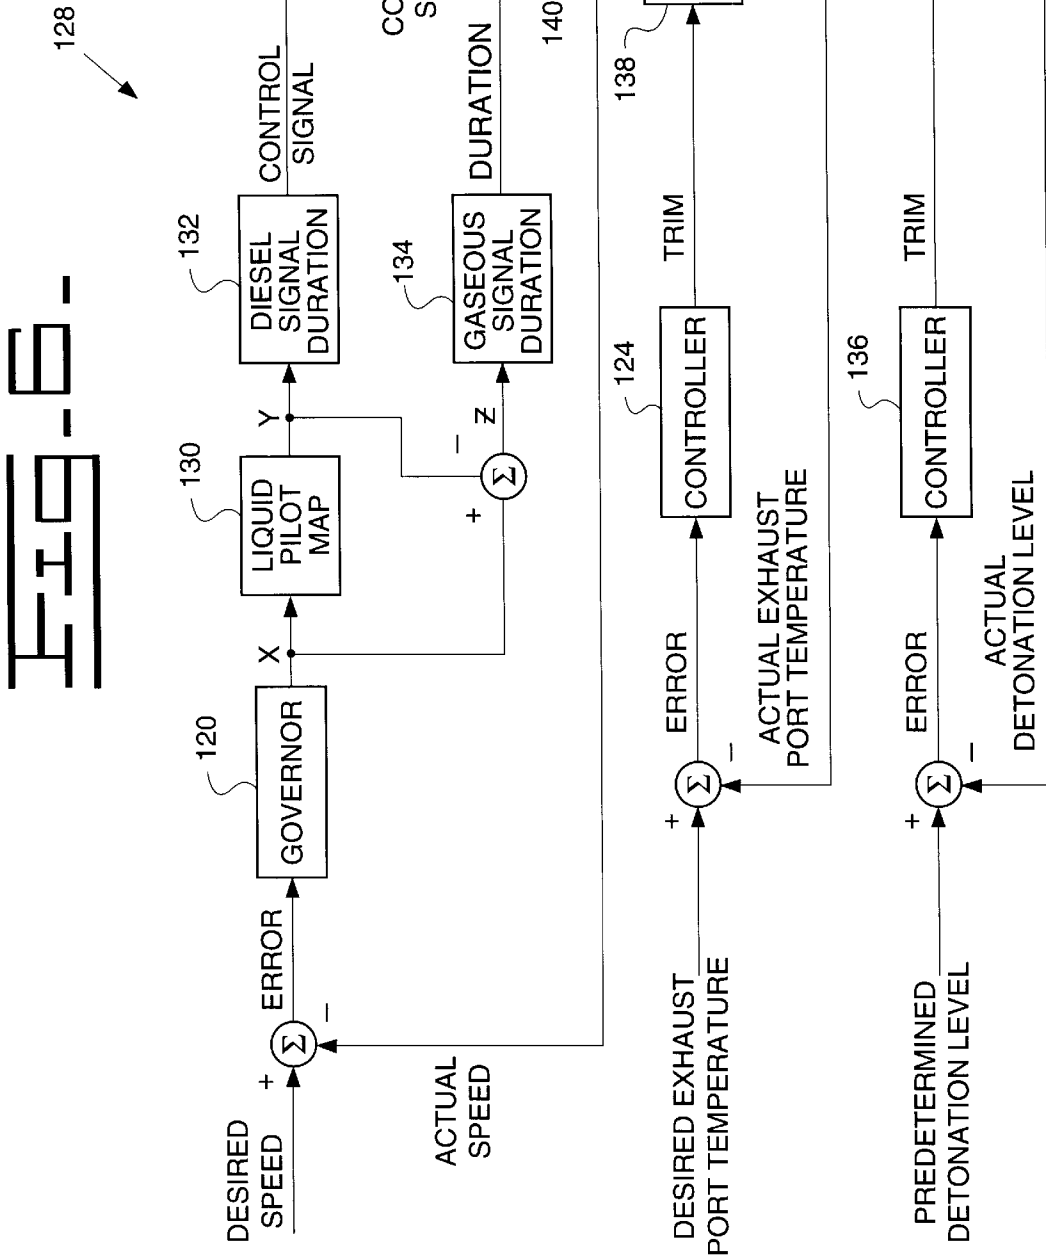 Fig-6-
128
DESIRED
SPEED
+
−
Σ
ERROR
120
GOVERNOR
X
130
LIQUID
PILOT
MAP
Y
132
DIESEL
SIGNAL
DURATION
CONTROL
SIGNAL
ACTUAL
SPEED
+
−
Σ
Z
134
GASEOUS
SIGNAL
DURATION
DURATION
CO
S
140
DESIRED EXHAUST
PORT TEMPERATURE
+
−
Σ
ERROR
124
CONTROLLER
TRIM
138
ACTUAL EXHAUST
PORT TEMPERATURE
PREDETERMINED
DETONATION LEVEL
+
−
Σ
ERROR
136
CONTROLLER
TRIM
ACTUAL
DETONATION LEVEL